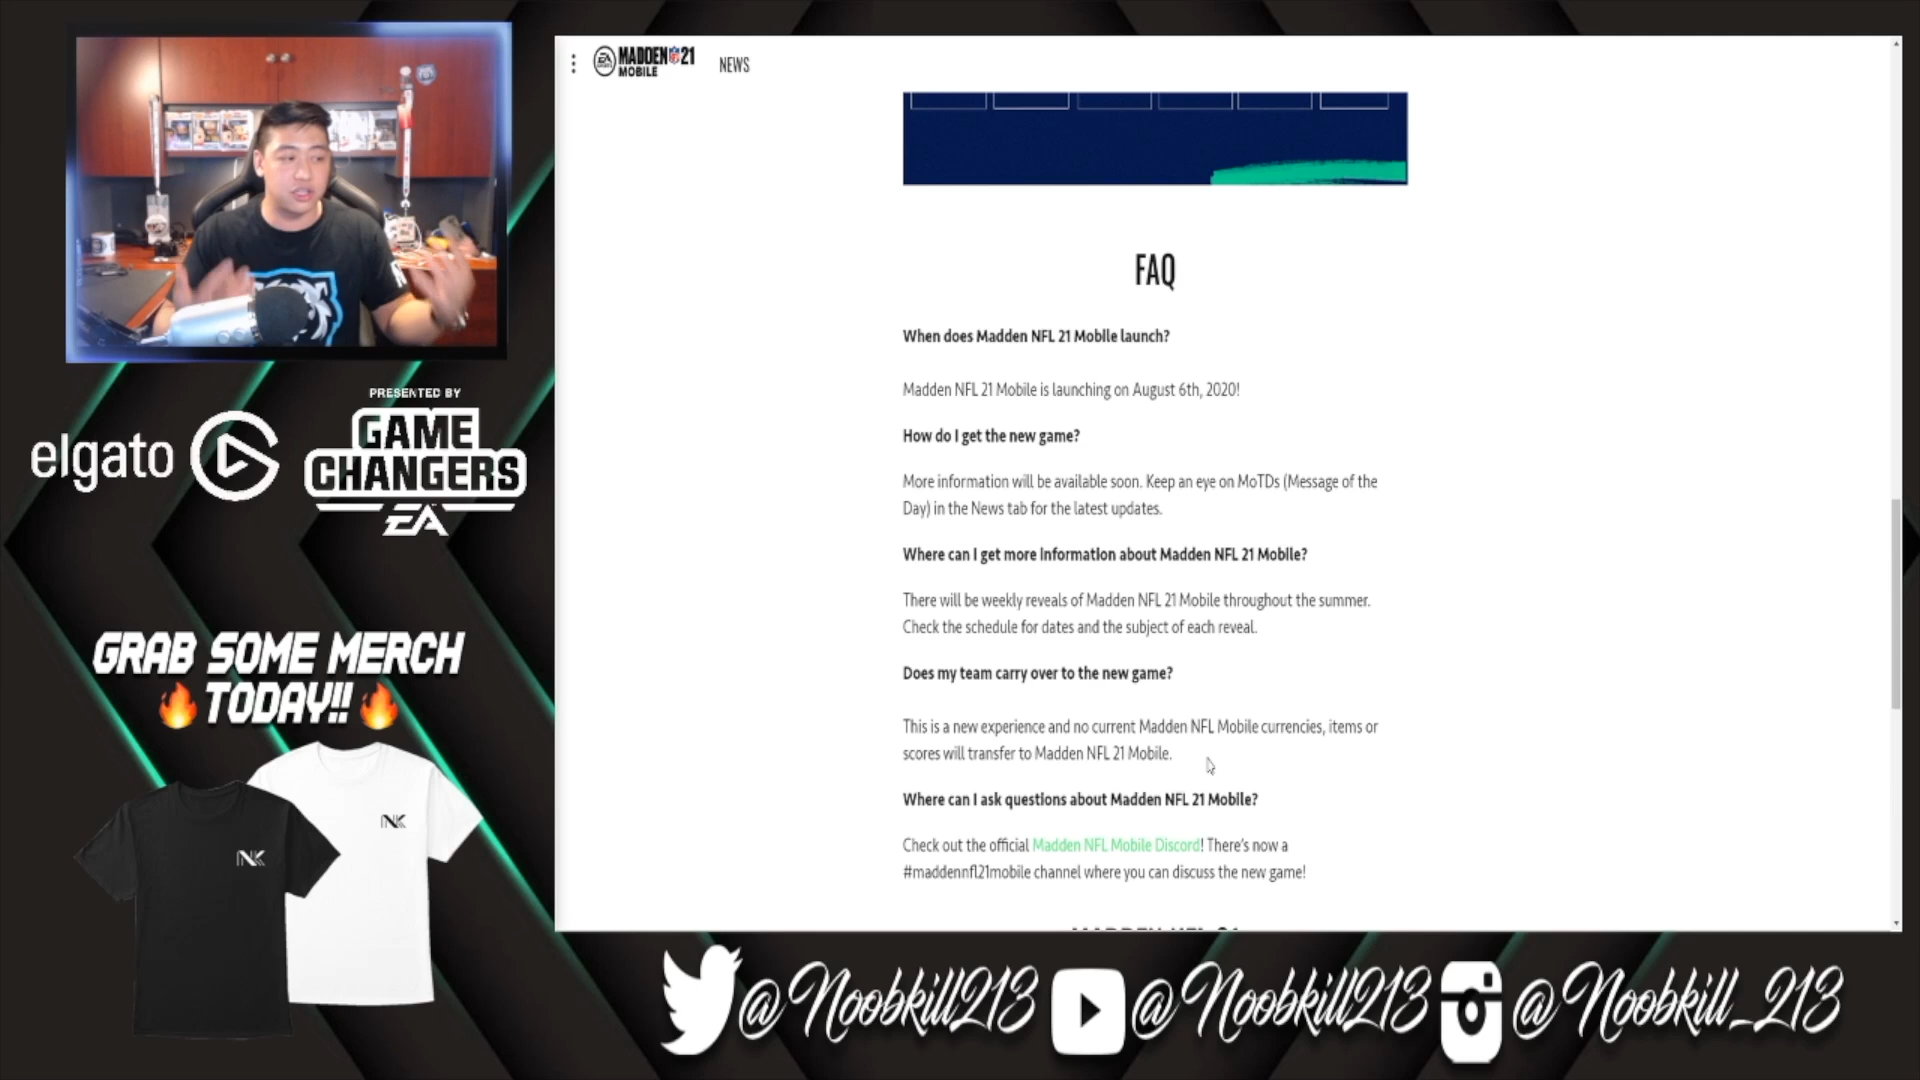 MADDEN NFL 21
MOBILE
NEWS
FAQ
When does Madden NFL 21 Mobile launch?
Madden NFL 21 Mobile is launching on August 6th, 2020!
How do I get the new game?
More information will be available soon. Keep an eye on MoTDs (Message of the
Day) in the News tab for the latest updates.
Where can I get more information about Madden NFL 21 Mobile?
There will be weekly reveals of Madden NFL 21 Mobile throughout the summer.
Check the schedule for dates and the subject of each reveal.
Does my team carry over to the new game?
This is a new experience and no current Madden NFL Mobile currencies, items or
scores will transfer to Madden NFL 21 Mobile.
Where can I ask questions about Madden NFL 21 Mobile?
Check out the official Madden NFL Mobile Discord! There's now a
#maddennfl21mobile channel where you can discuss the new game!
elgato
PRESENTED BY
GAME
CHANGERS
EA
GRAB SOME MERCH
TODAY!!
NK
NK
@Noobkill213
@Noobkill213
@Noobkill_213